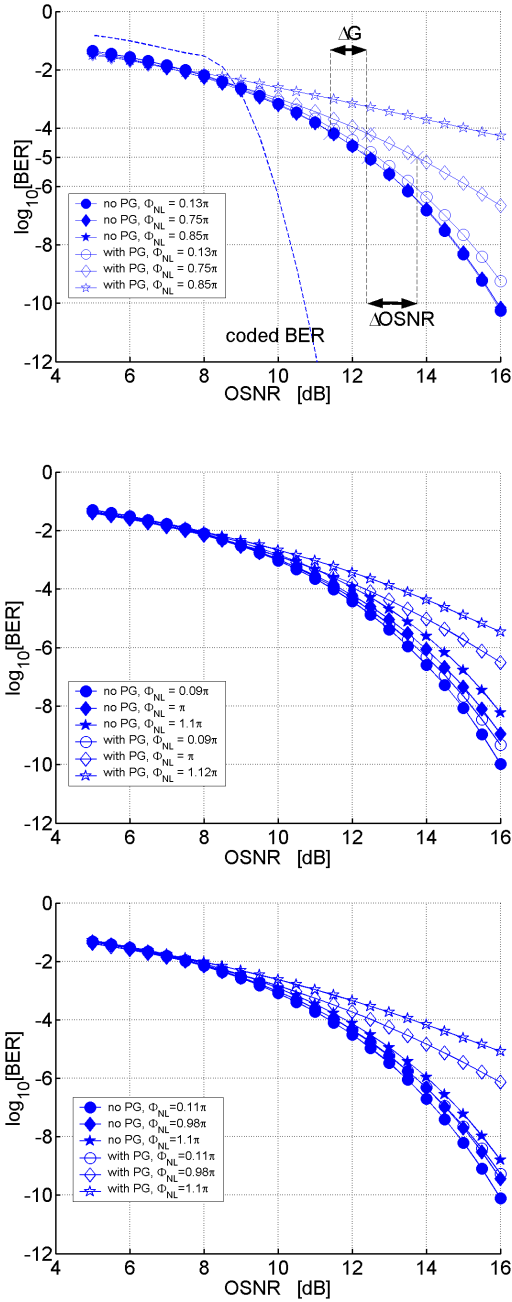 ΔG
-2
-4
-5
-6
-8
-10
-12
log10[BER]
no PG, ΦNL = 0.13π
no PG, ΦNL = 0.75π
no PG, ΦNL = 0.85π
with PG, ΦNL = 0.13π
with PG, ΦNL = 0.75π
with PG, ΦNL = 0.85π
ΔOSNR
coded BER
4 6 8 10 12 14 16
OSNR [dB]
0
-2
-4
-6
-8
-10
-12
log10[BER]
no PG, ΦNL = 0.09π
no PG, ΦNL = π
no PG, ΦNL = 1.1π
with PG, ΦNL = 0.09π
with PG, ΦNL = π
with PG, ΦNL = 1.12π
4 6 8 10 12 14 16
OSNR [dB]
0
-2
-4
-6
-8
-10
-12
log10[BER]
no PG, ΦNL=0.11π
no PG, ΦNL=0.98π
no PG, ΦNL=1.1π
with PG, ΦNL=0.11π
with PG, ΦNL=0.98π
with PG, ΦNL=1.1π
4 6 8 10 12 14 16
OSNR [dB]